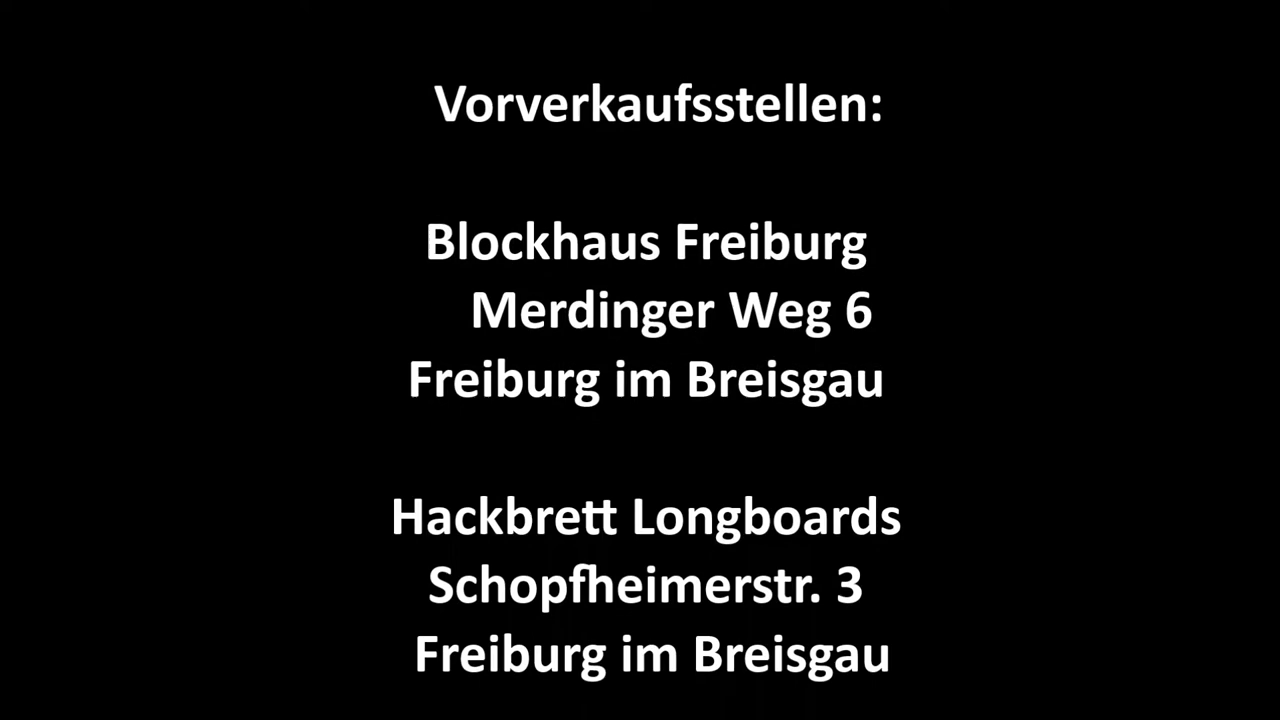 Vorverkaufsstellen:
Blockhaus Freiburg
Merdinger Weg 6
Freiburg im Breisgau
Hackbrett Longboards
Schopfheimerstr. 3
Freiburg im Breisgau